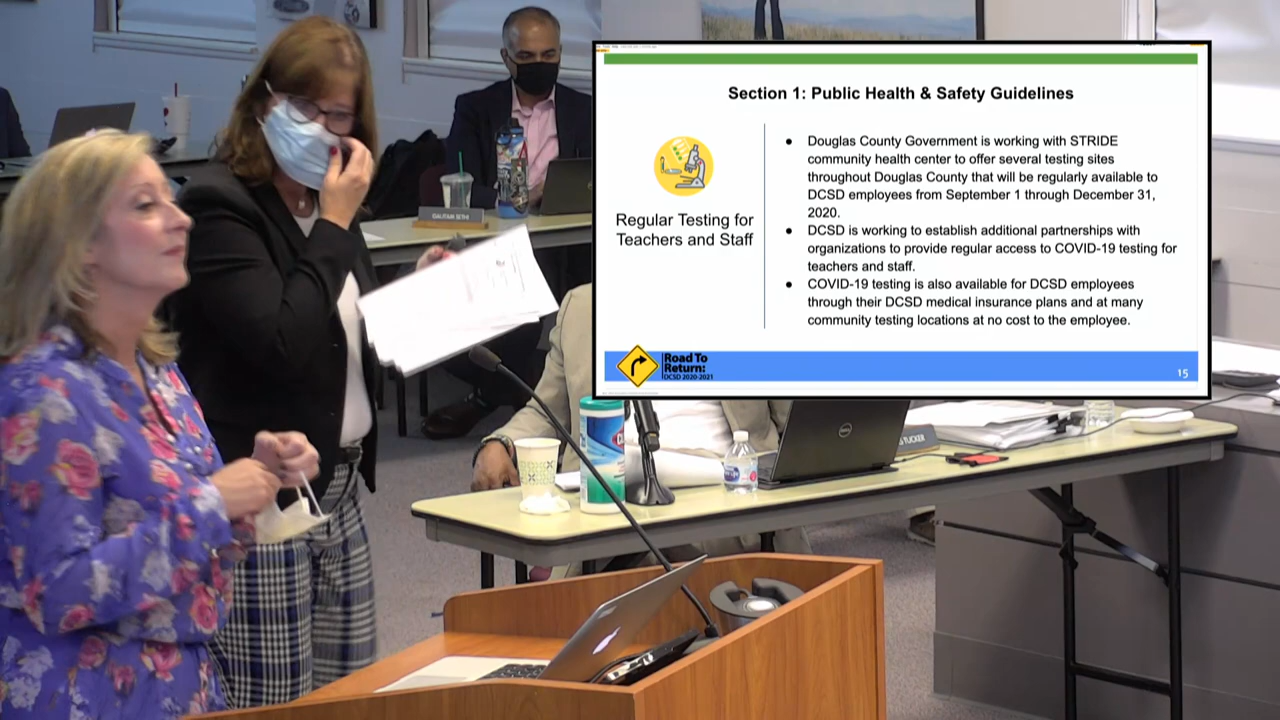 Section 1: Public Health & Safety Guidelines
Regular Testing for
Teachers and Staff
● Douglas County Government is working with STRIDE
community health center to offer several testing sites
throughout Douglas County that will be regularly available to
DCSD employees from September 1 through December 31,
2020.
● DCSD is working to establish additional partnerships with
organizations to provide regular access to COVID-19 testing for
teachers and staff.
● COVID-19 testing is also available for DCSD employees
through their DCSD medical insurance plans and at many
community testing locations at no cost to the employee.
Road To
Return:
DCSD 2020-2021
15
GAUTAM SETHI
TUCKER
DELL